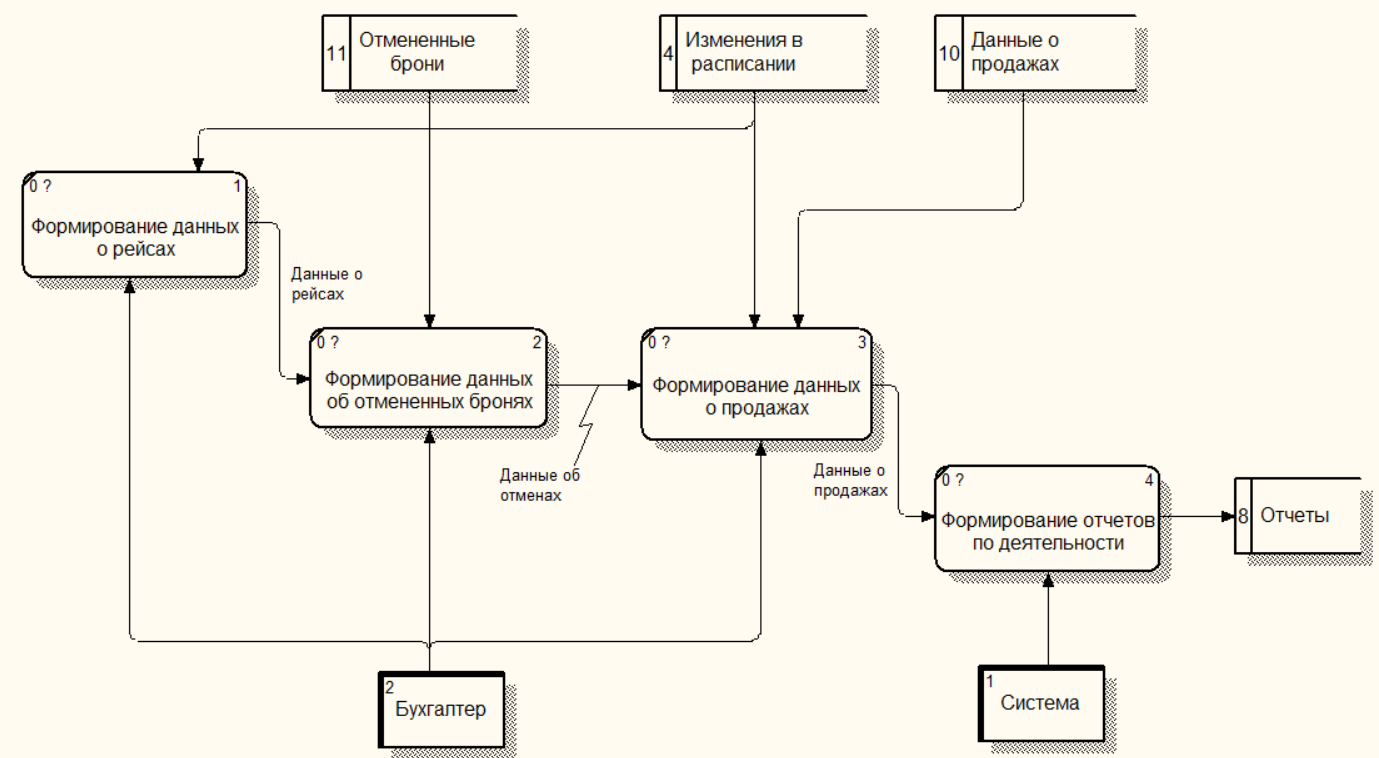 11
Отмененные
брони
4
Изменения в
расписании
10
Данные о
продажах
0 ?
1
Формирование данных
о рейсах
Данные о
рейсах
0 ?
2
Формирование данных
об отмененных бронях
0 ?
3
Формирование данных
о продажах
Данные об
отменах
Данные о
продажах
0 ?
4
Формирование отчетов
по деятельности
8
Отчеты
2
Бухгалтер
1
Система